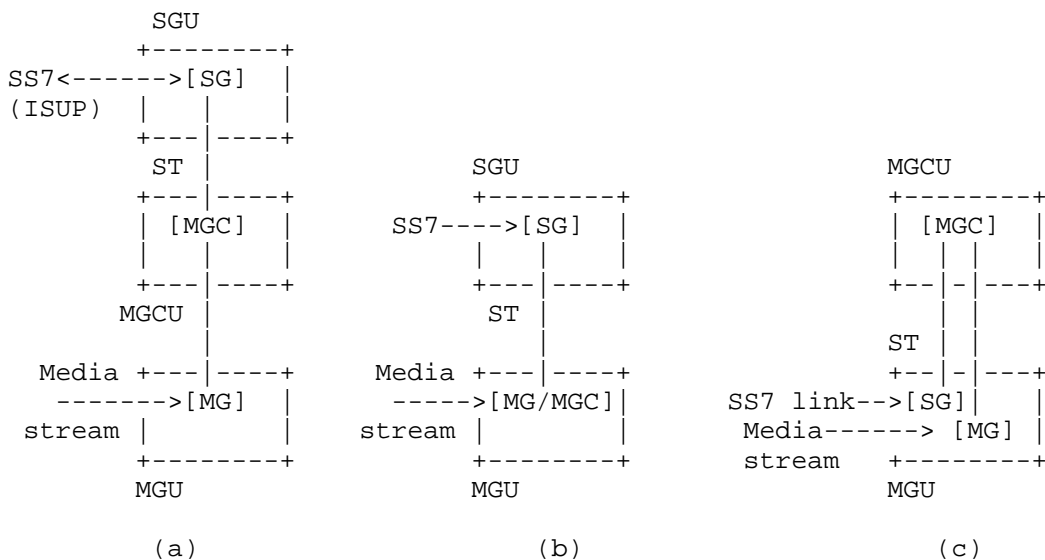 SGU
+--------+
SS7<------>[SG]  |
(ISUP)  |   |    |
+---|----+
ST |                SGU                     MGCU
+---|----+          +--------+              +--------+
| [MGC]  |    SS7---->[SG]   |              | [MGC]  |
|   |    |          |   |    |              |  | |   |
+---|----+          +---|----+              +--|-|---+
MGCU |                ST |                      | |
|                   |                   ST | |
Media  +---|----+   Media  +---|----+              +--|-|---+
------->[MG]  |    ----->[MG/MGC]|   SS7 link-->[SG]|   |
stream |        |   stream |        |    Media------> [MG] |
+--------+          +--------+    stream    +--------+
MGU                 MGU                     MGU
(a)                  (b)                     (c)